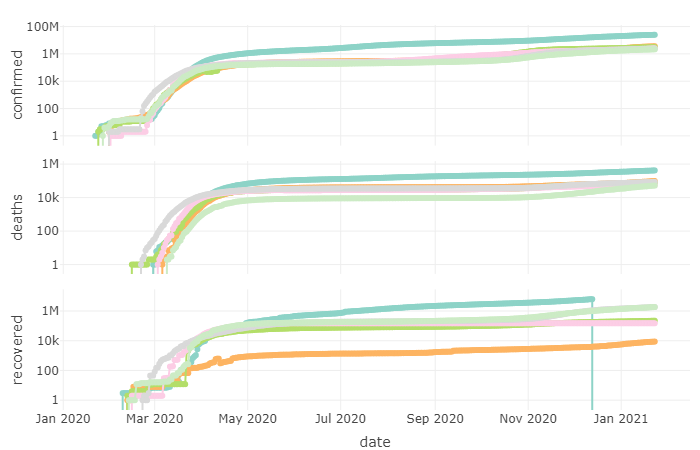 100M
1M
10k
100
1
confirmed
1M
10k
100
1
deaths
1M
10k
100
1
recovered
Jan 2020
Mar 2020
May 2020
Jul 2020
Sep 2020
Nov 2020
Jan 2021
date